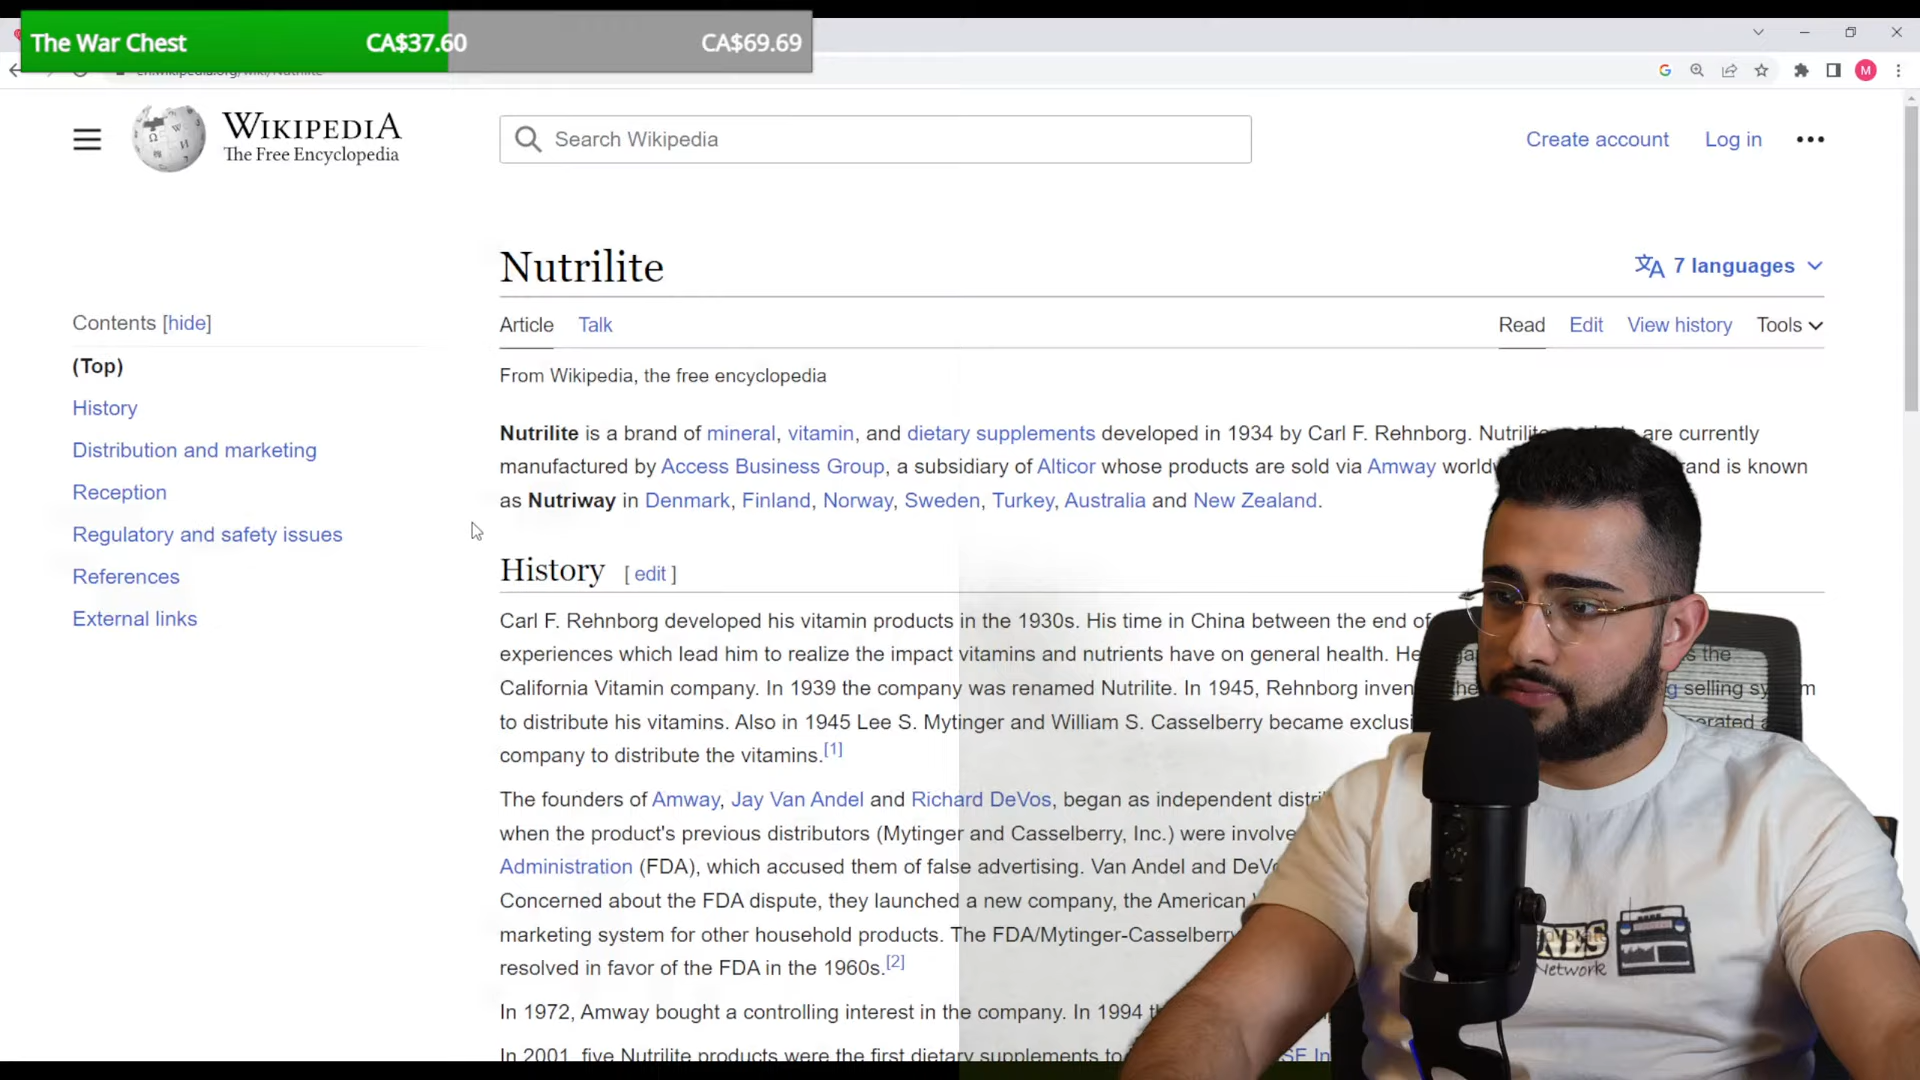 The War Chest CA$37.60 CA$69.69
M
WIKIPEDIA
The Free Encyclopedia
Search Wikipedia
Create account Log in
Nutrilite
7 languages
Contents [hide]
(Top)
History
Distribution and marketing
Reception
Regulatory and safety issues
References
External links
Article Talk Read Edit View history Tools
From Wikipedia, the free encyclopedia
Nutrilite is a brand of mineral, vitamin, and dietary supplements developed in 1934 by Carl F. Rehnborg. Nutrilite are currently
manufactured by Access Business Group, a subsidiary of Alticor whose products are sold via Amway is known
as Nutriway in Denmark, Finland, Norway, Sweden, Turkey, Australia and New Zealand.
History [ edit ]
Carl F. Rehnborg developed his vitamin products in the 1930s. His time in China between the end of
experiences which lead him to realize the impact vitamins and nutrients have on general health. He the
California Vitamin company. In 1939 the company was renamed Nutrilite. In 1945, Rehnborg selling
to distribute his vitamins. Also in 1945 Lee S. Mytinger and William S. Casselberry became
company to distribute the vitamins.[1]
The founders of Amway, Jay Van Andel and Richard DeVos, began as independent
when the product's previous distributors (Mytinger and Casselberry, Inc.) were
Administration (FDA), which accused them of false advertising. Van Andel and
Concerned about the FDA dispute, they launched a new company, the American
marketing system for other household products. The FDA/Mytinger-Casselberry
resolved in favor of the FDA in the 1960s.[2]
In 1972, Amway bought a controlling interest in the company. In 1994
In 2001, five Nutrilite products were the first dietary supplements to
Network